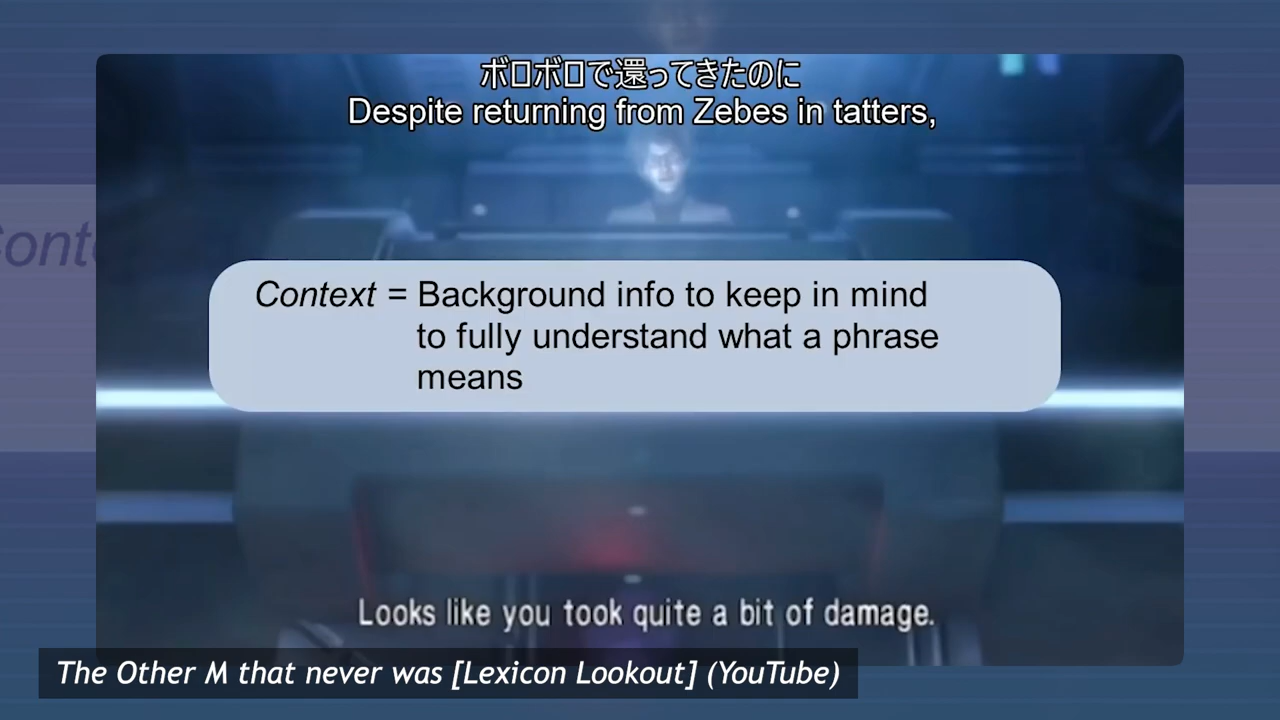 ボロボロで還ってきたのに
Despite returning from Zebes in tatters,
Conte
Context = Background info to keep in mind
to fully understand what a phrase
means
Looks like you took quite a bit of damage.
The Other M that never was [Lexicon Lookout] (YouTube)